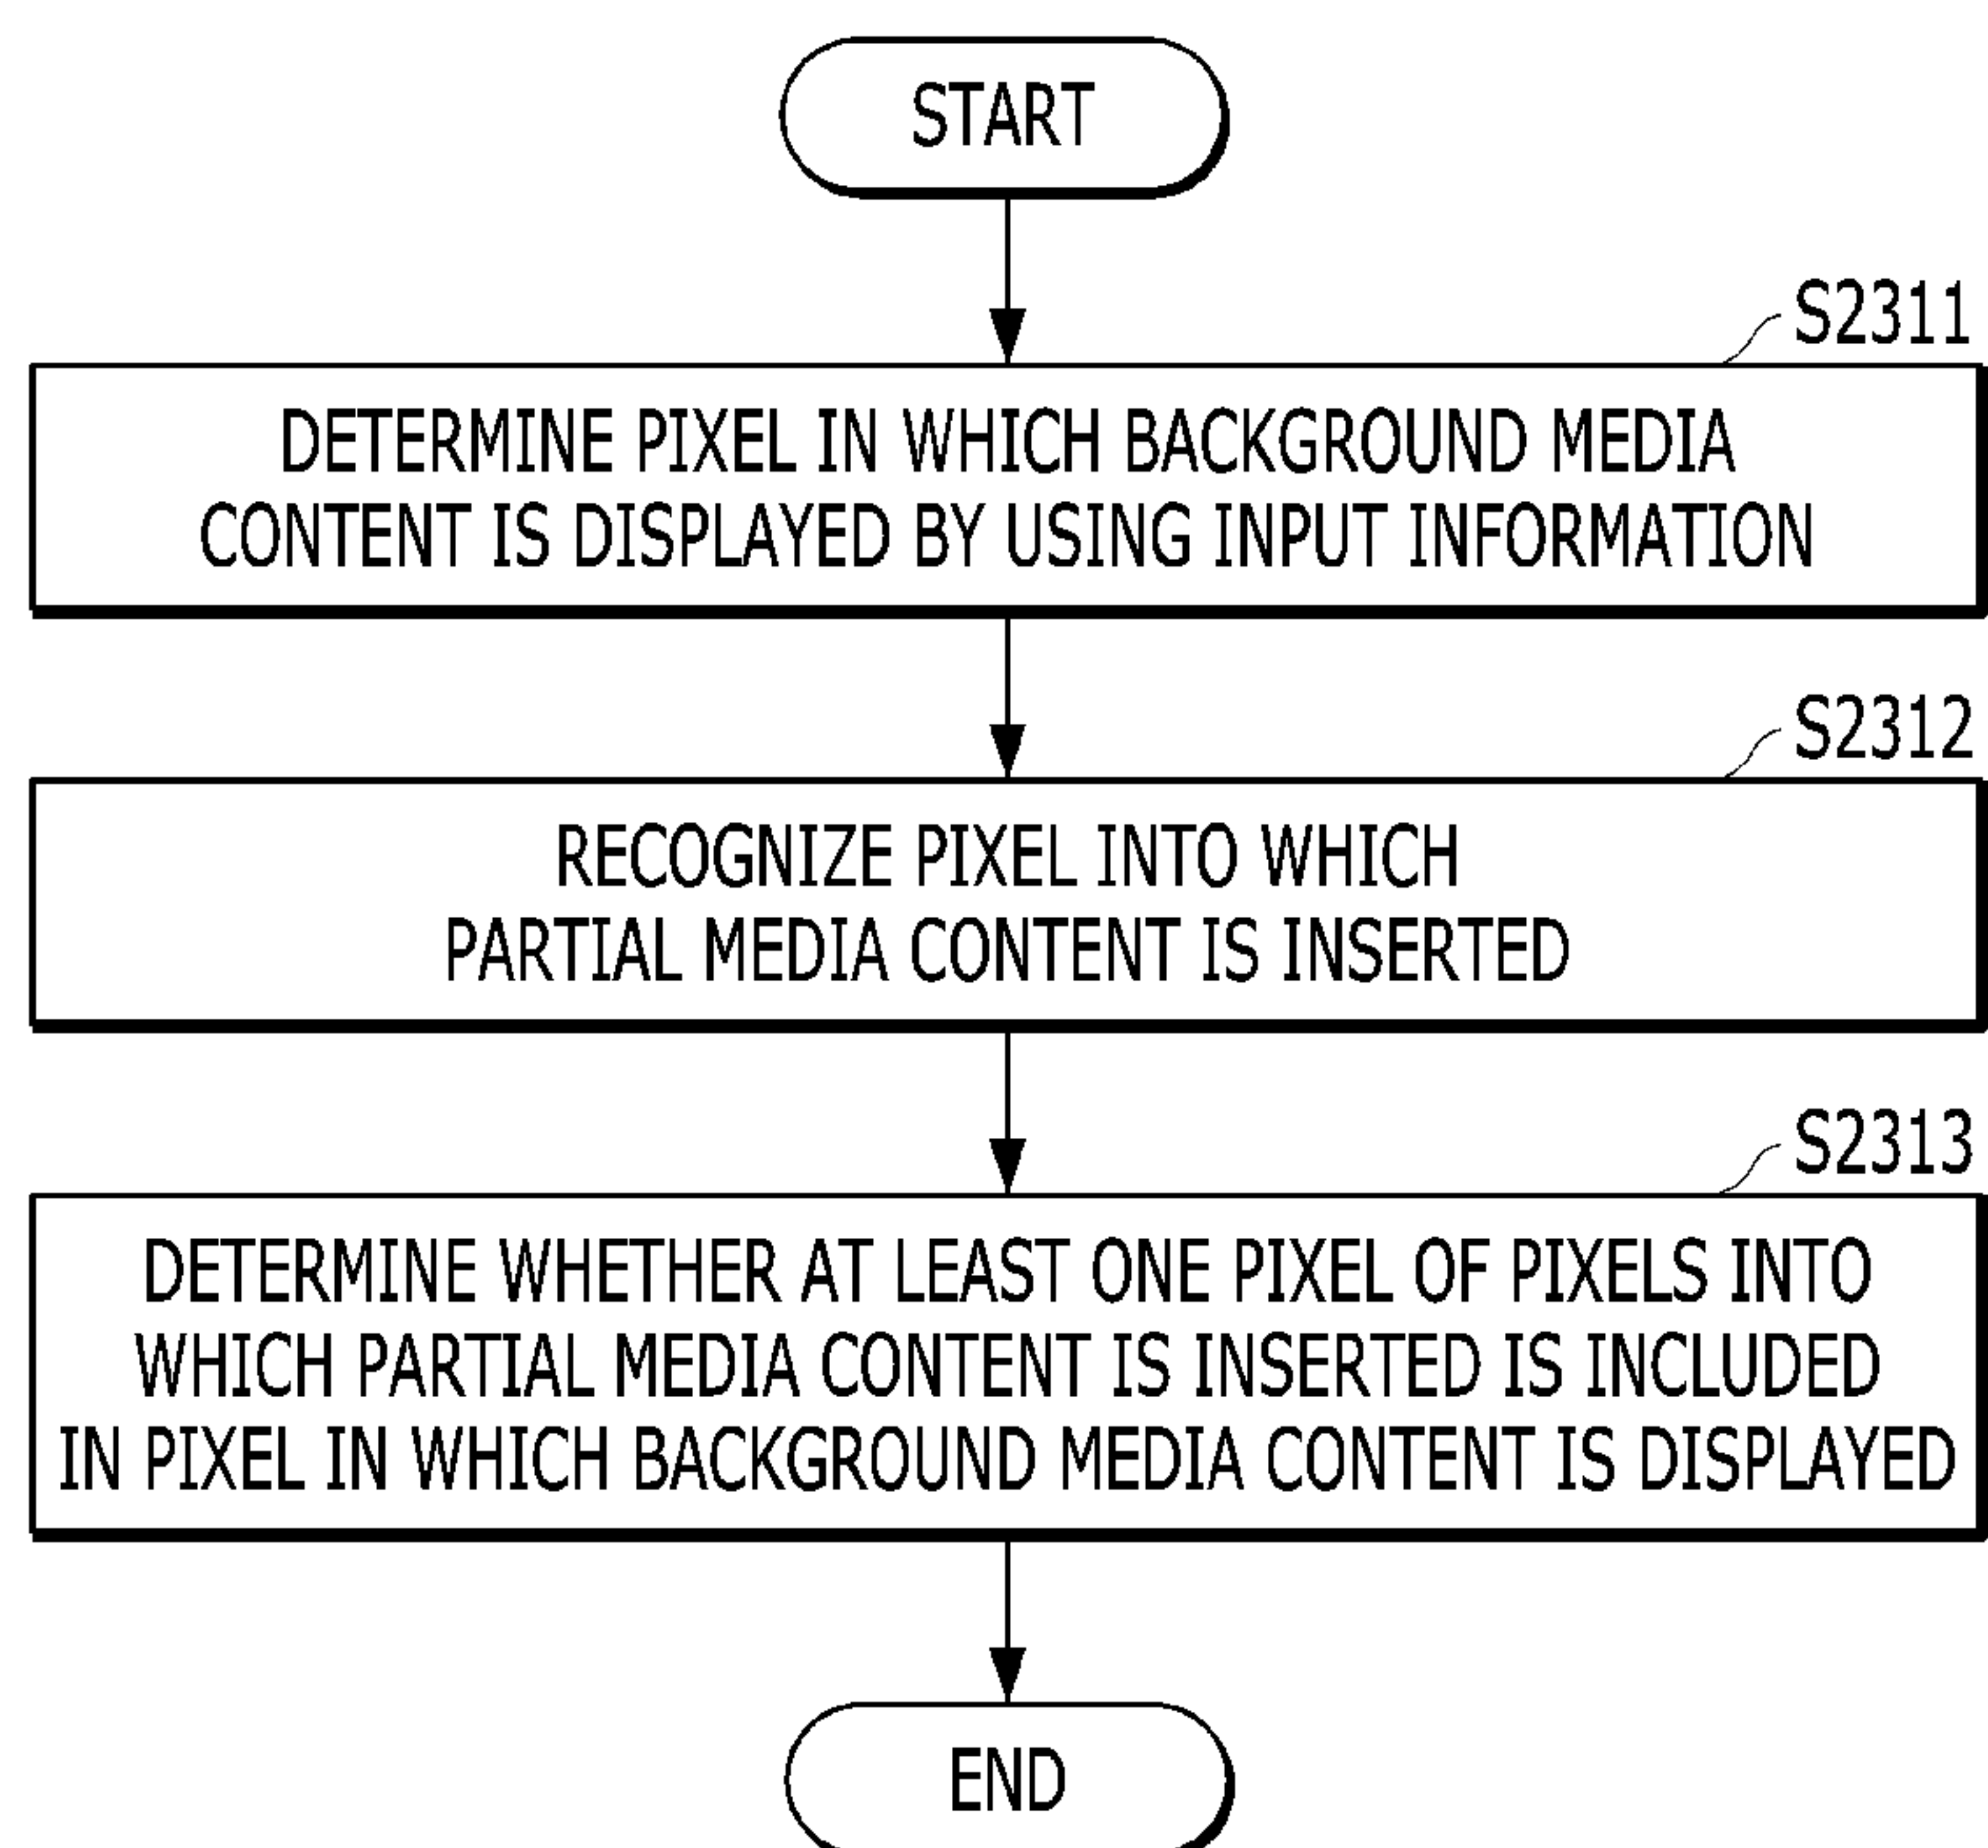 START
S2311
DETERMINE PIXEL IN WHICH BACKGROUND MEDIA
CONTENT IS DISPLAYED BY USING INPUT INFORMATION
S2312
RECOGNIZE PIXEL INTO WHICH
PARTIAL MEDIA CONTENT IS INSERTED
S2313
DETERMINE WHETHER AT LEAST ONE PIXEL OF PIXELS INTO
WHICH PARTIAL MEDIA CONTENT IS INSERTED IS INCLUDED
IN PIXEL IN WHICH BACKGROUND MEDIA CONTENT IS DISPLAYED
END